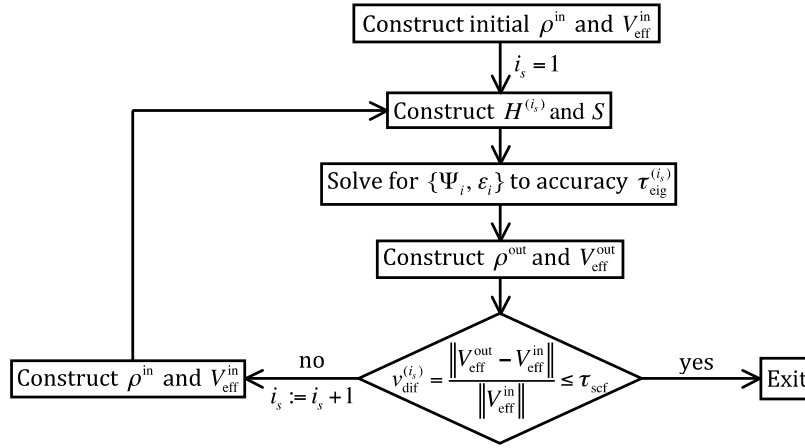 Construct initial ρ^in and V_eff^in
i_s = 1
Construct H^(i_s) and S
Solve for {Ψ_i, ε_i} to accuracy τ_eig^(i_s)
Construct ρ^out and V_eff^out
no
v_dif^(i_s) = ‖V_eff^out − V_eff^in‖ / ‖V_eff^in‖ ≤ τ_scf
yes
Construct ρ^in and V_eff^in
i_s := i_s + 1
Exit